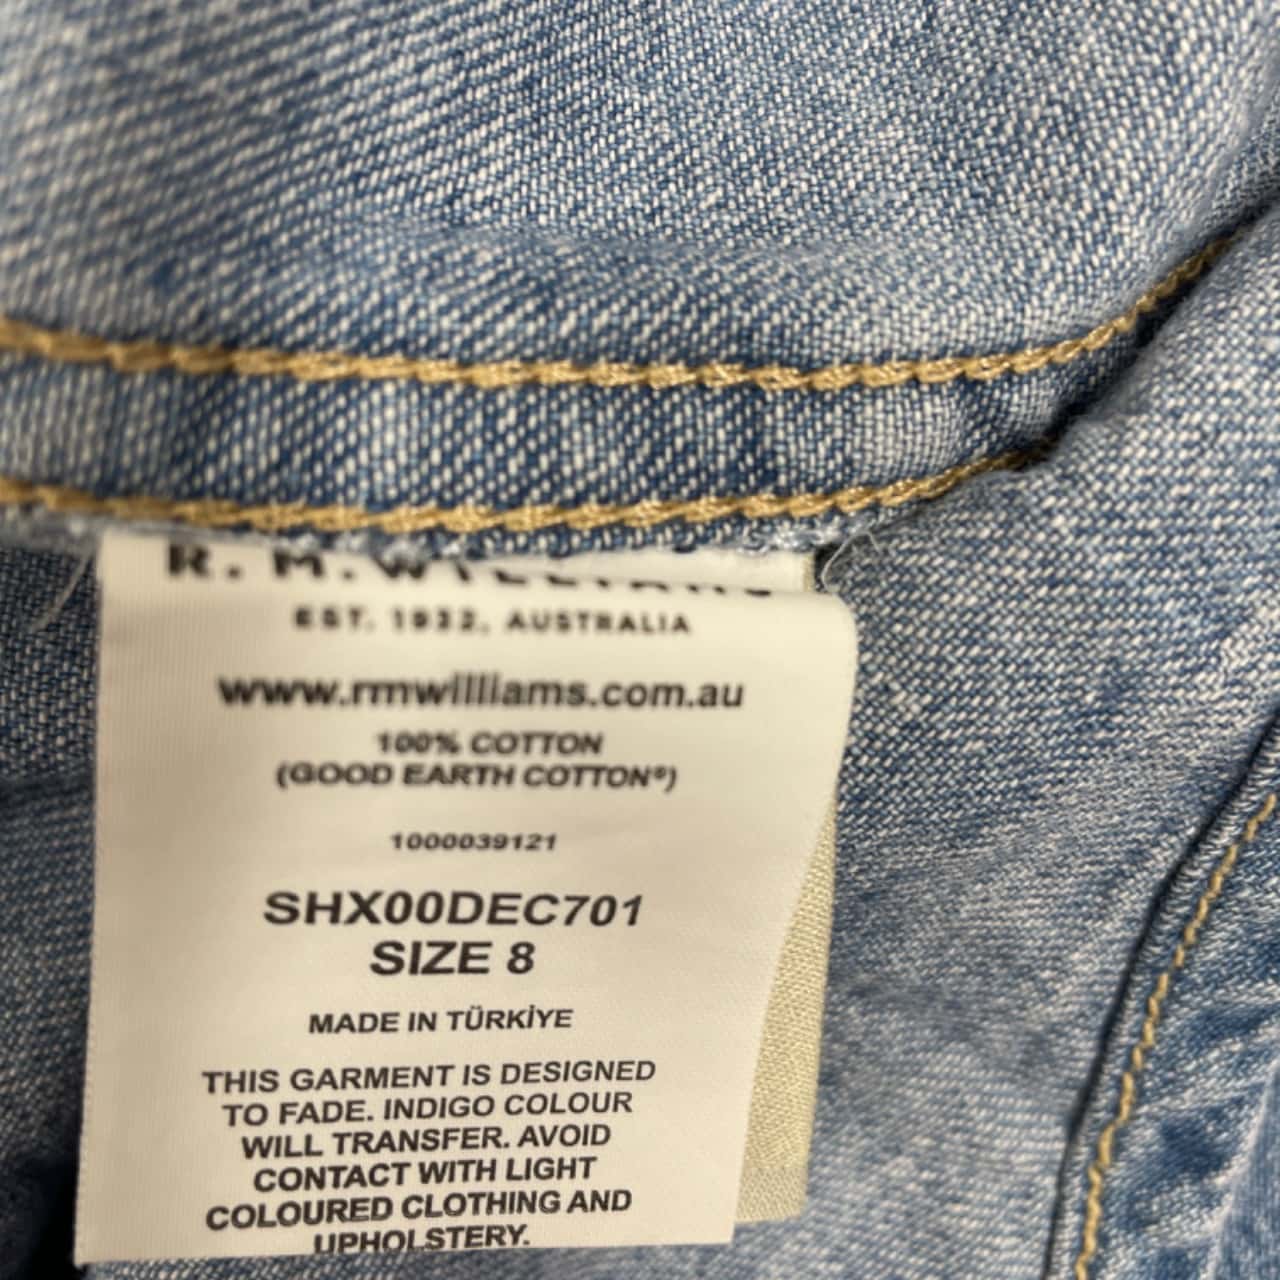 R. M. WILLIAMS
EST. 1932. AUSTRALIA
www.rmwilliams.com.au
100% COTTON
(GOOD EARTH COTTON®)
1000039121
SHX00DEC701
SIZE 8
MADE IN TÜRKİYE
THIS GARMENT IS DESIGNED
TO FADE. INDIGO COLOUR
WILL TRANSFER. AVOID
CONTACT WITH LIGHT
COLOURED CLOTHING AND
UPHOLSTERY.